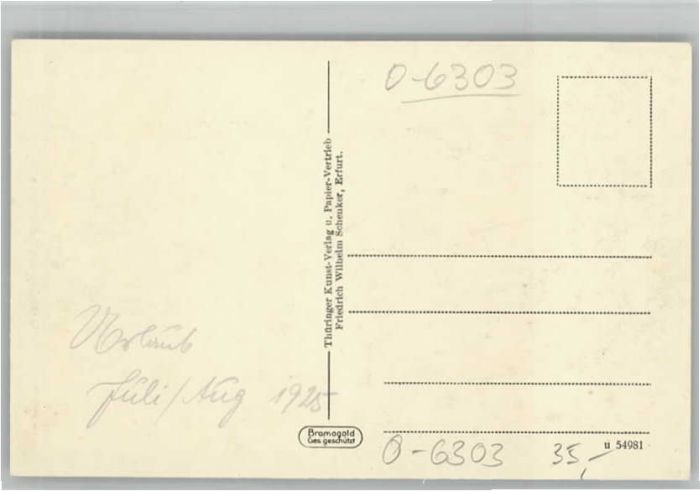 O-6303
Thüringer Kunst-Verlag u. Papier-Vertrieb
Friedrich Wilhelm Schenker, Erfurt.
Urlaub
Juli/Aug 1925
Bromogold
Ges. geschützt
u 54981
O-6303 35,-